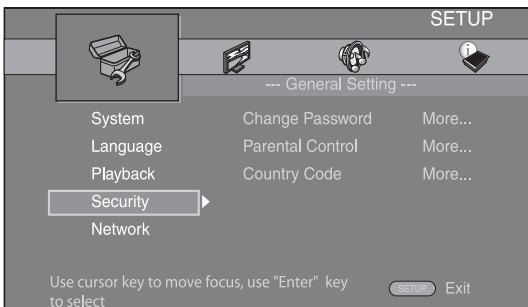 SETUP
--- General Setting ---
System Change Password More...
Language Parental Control More...
Playback Country Code More...
Security
Network
Use cursor key to move focus, use "Enter" key
to select
SETUP Exit